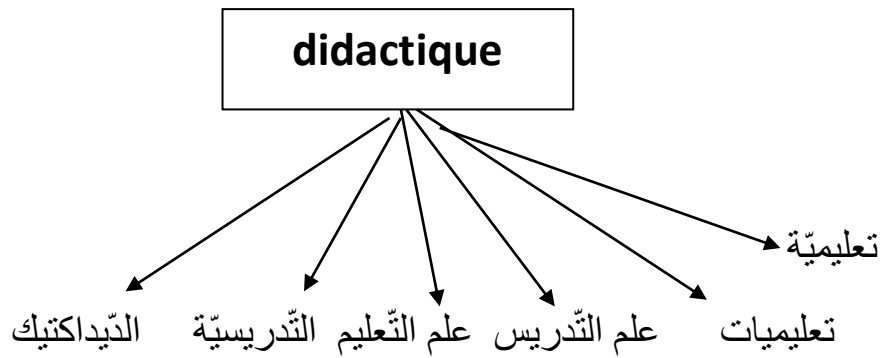 didactique
تعليميّة
تعليميات علم التّدريس علم التّعليم التّدريسيّة الدّيداكتيك